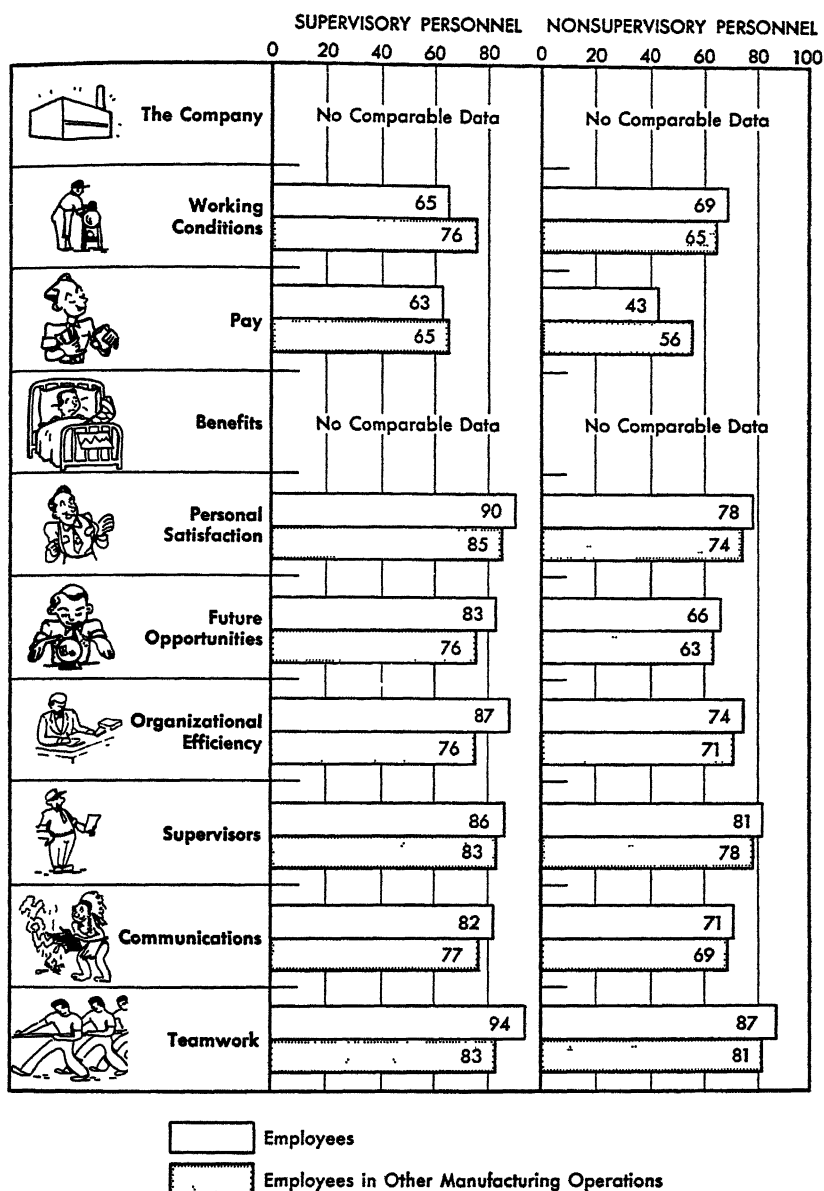 SUPERVISORY PERSONNEL NONSUPERVISORY PERSONNEL
0 20 40 60 80 0 20 40 60 80 100
The Company No Comparable Data No Comparable Data
Working
Conditions
65 69
76 65
Pay
63 43
65 56
Benefits No Comparable Data No Comparable Data
Personal
Satisfaction
90 78
85 74
Future
Opportunities
83 66
76 63
Organizational
Efficiency
87 74
76 71
Supervisors
86 81
83 78
Communications
82 71
77 69
Teamwork
94 87
83 81
Employees
Employees in Other Manufacturing Operations